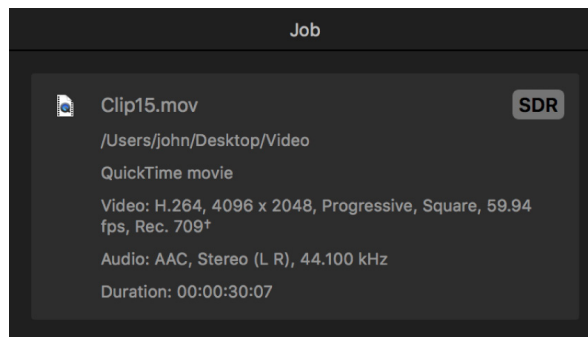 Job
Clip15.mov
SDR
/Users/john/Desktop/Video
QuickTime movie
Video: H.264, 4096 x 2048, Progressive, Square, 59.94
fps, Rec. 709†
Audio: AAC, Stereo (L R), 44.100 kHz
Duration: 00:00:30:07